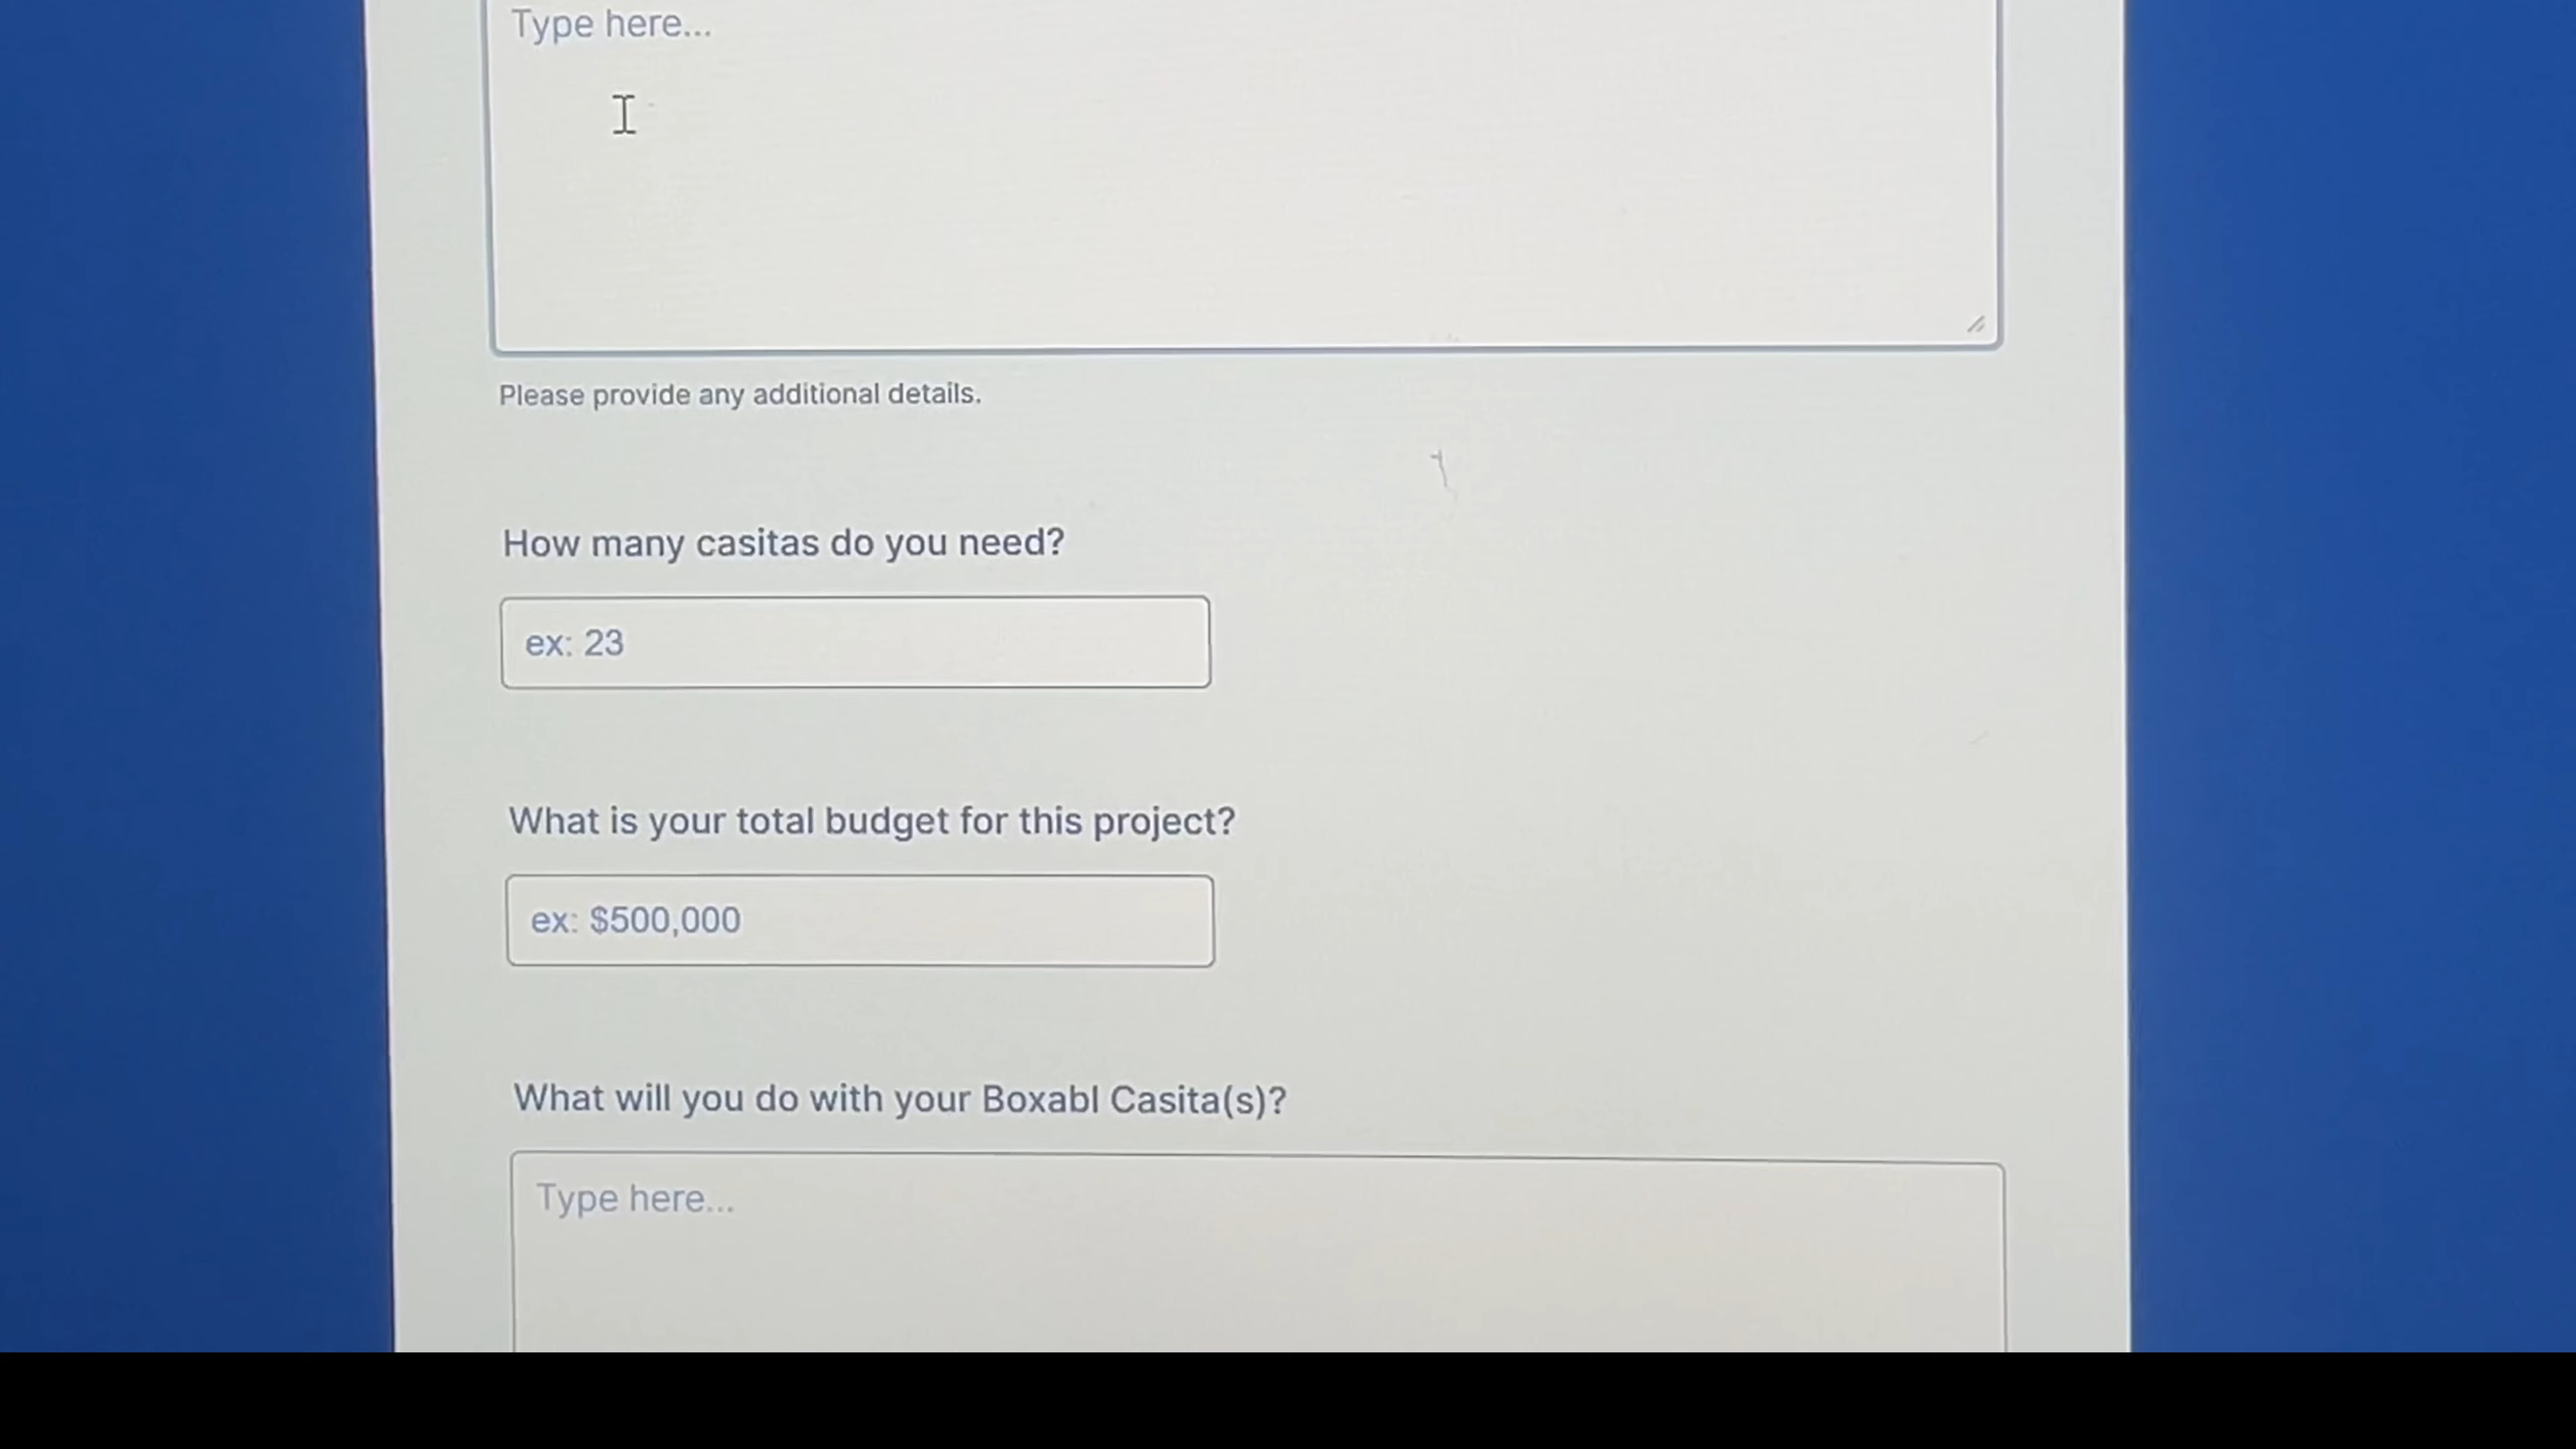 Type here...
Please provide any additional details.
How many casitas do you need?
ex: 23
What is your total budget for this project?
ex: $500,000
What will you do with your Boxabl Casita(s)?
Type here...